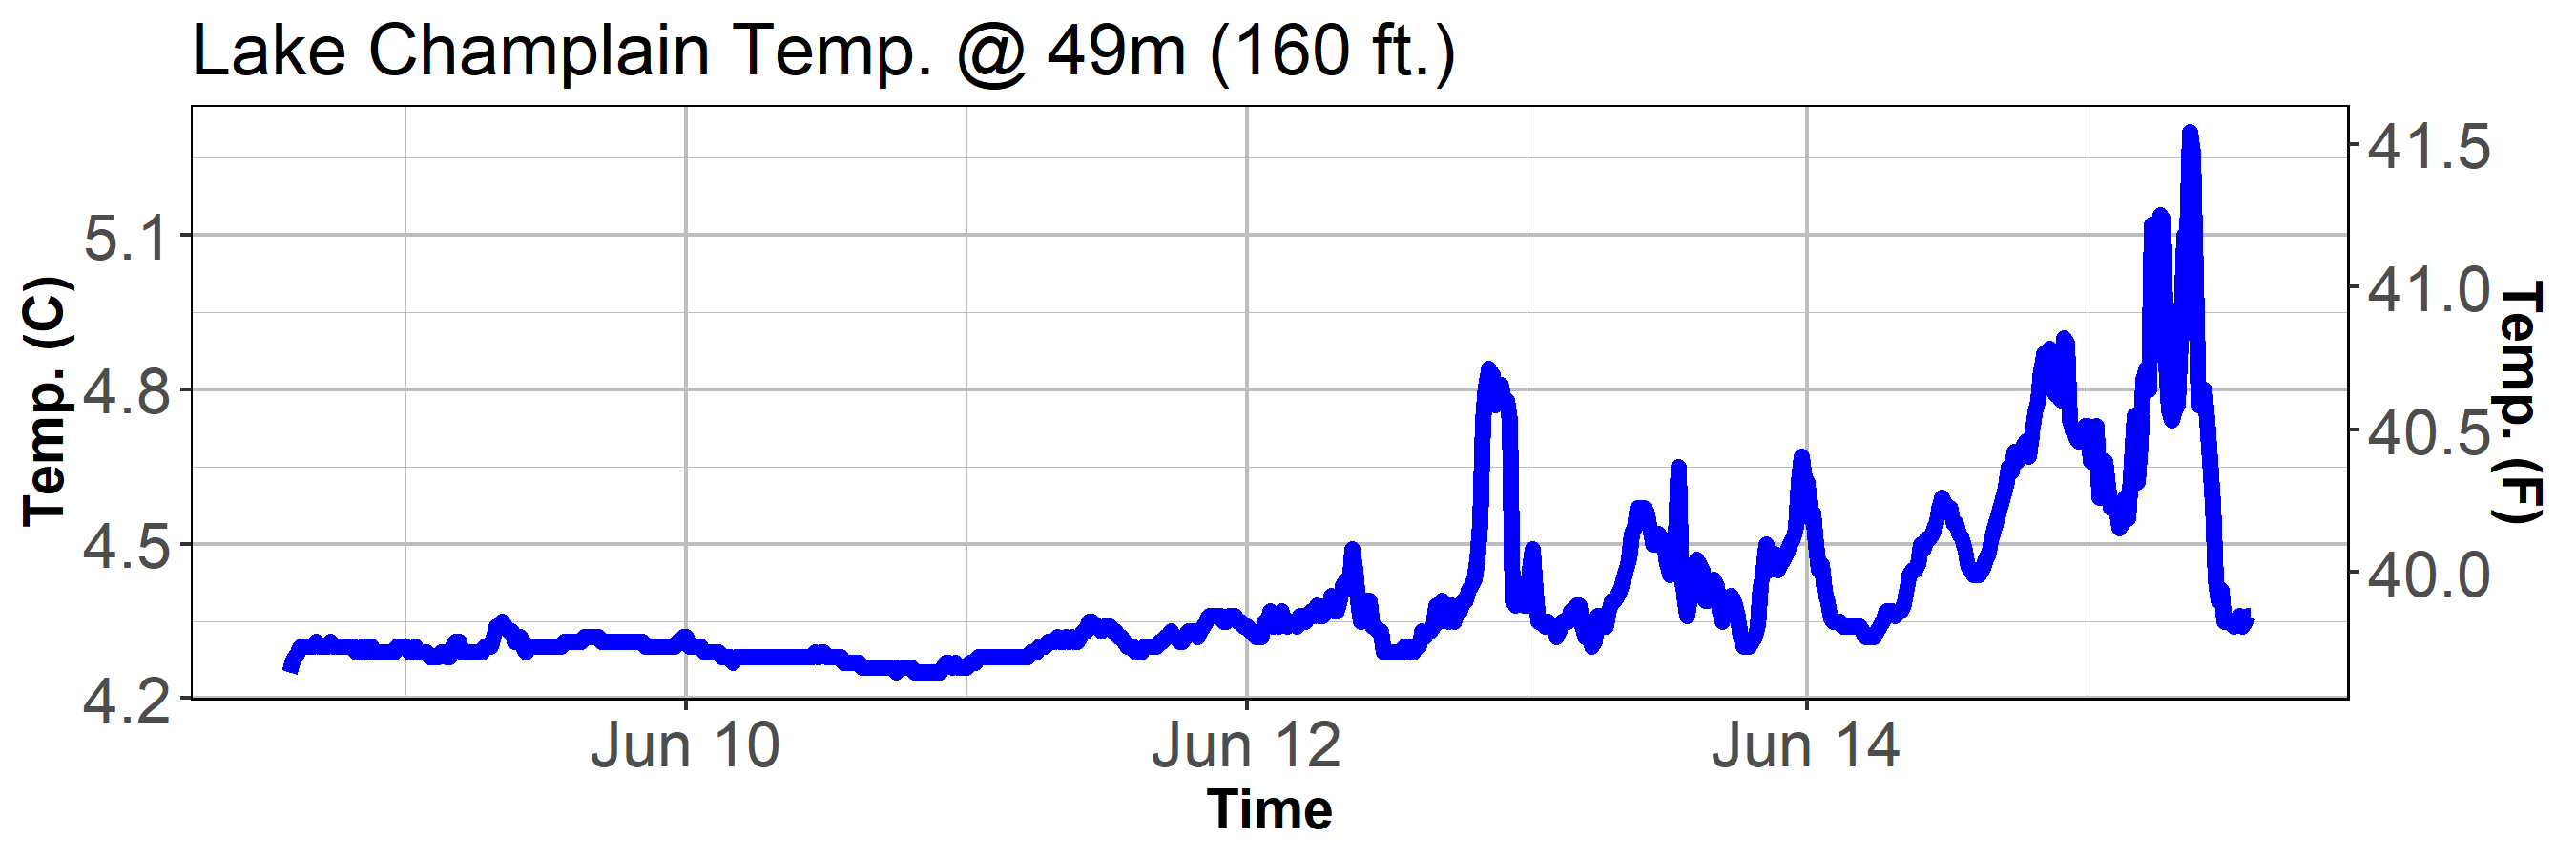 Lake Champlain Temp. @ 49m (160 ft.)
Temp. (C)
5.1
4.8
4.5
4.2
41.5
41.0
40.5
40.0
Temp. (F)
Jun 10
Jun 12
Jun 14
Time